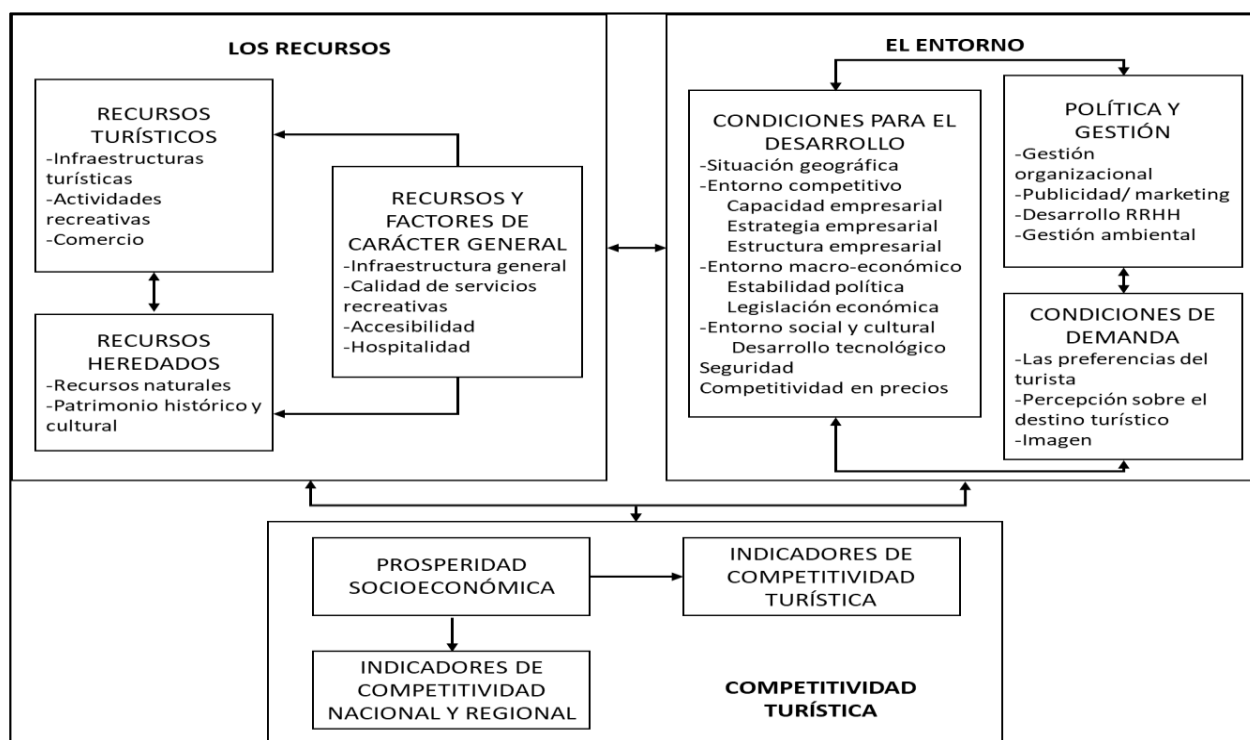 LOS RECURSOS
RECURSOS
TURÍSTICOS
-Infraestructuras
turísticas
-Actividades
recreativas
-Comercio
RECURSOS
HEREDADOS
-Recursos naturales
-Patrimonio histórico y
cultural
RECURSOS Y
FACTORES DE
CARÁCTER GENERAL
-Infraestructura general
-Calidad de servicios
recreativas
-Accesibilidad
-Hospitalidad
EL ENTORNO
CONDICIONES PARA EL
DESARROLLO
-Situación geográfica
-Entorno competitivo
Capacidad empresarial
Estrategia empresarial
Estructura empresarial
-Entorno macro-económico
Estabilidad política
Legislación económica
-Entorno social y cultural
Desarrollo tecnológico
Seguridad
Competitividad en precios
POLÍTICA Y
GESTIÓN
-Gestión
organizacional
-Publicidad/ marketing
-Desarrollo RRHH
-Gestión ambiental
CONDICIONES DE
DEMANDA
-Las preferencias del
turista
-Percepción sobre el
destino turístico
-Imagen
PROSPERIDAD
SOCIOECONÓMICA
INDICADORES DE
COMPETITIVIDAD
TURÍSTICA
INDICADORES DE
COMPETITIVIDAD
NACIONAL Y REGIONAL
COMPETITIVIDAD
TURÍSTICA